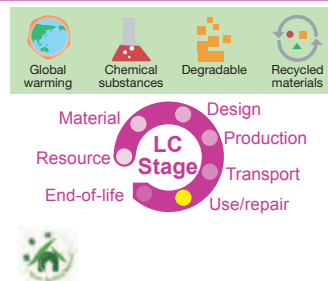 Global
warming
Chemical
substances
Degradable
Recycled
materials
Material
Design
LC
Stage
Production
Resource
Transport
End-of-life
Use/repair